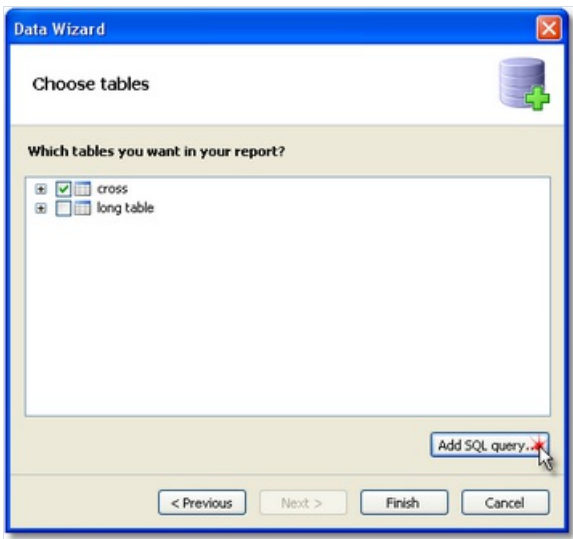 Data Wizard
Choose tables
Which tables you want in your report?
cross
long table
Add SQL query...
< Previous Next > Finish Cancel